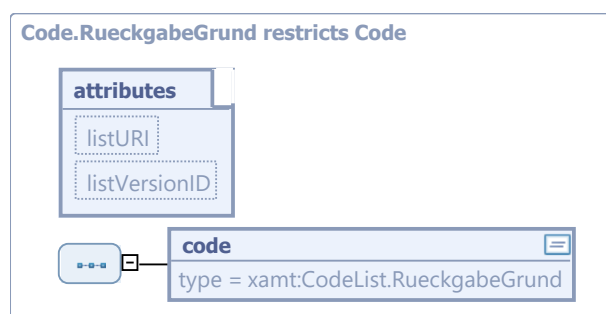 Code.RueckgabeGrund restricts Code
attributes
listURI
listVersionID
code
type = xamt:CodeList.RueckgabeGrund